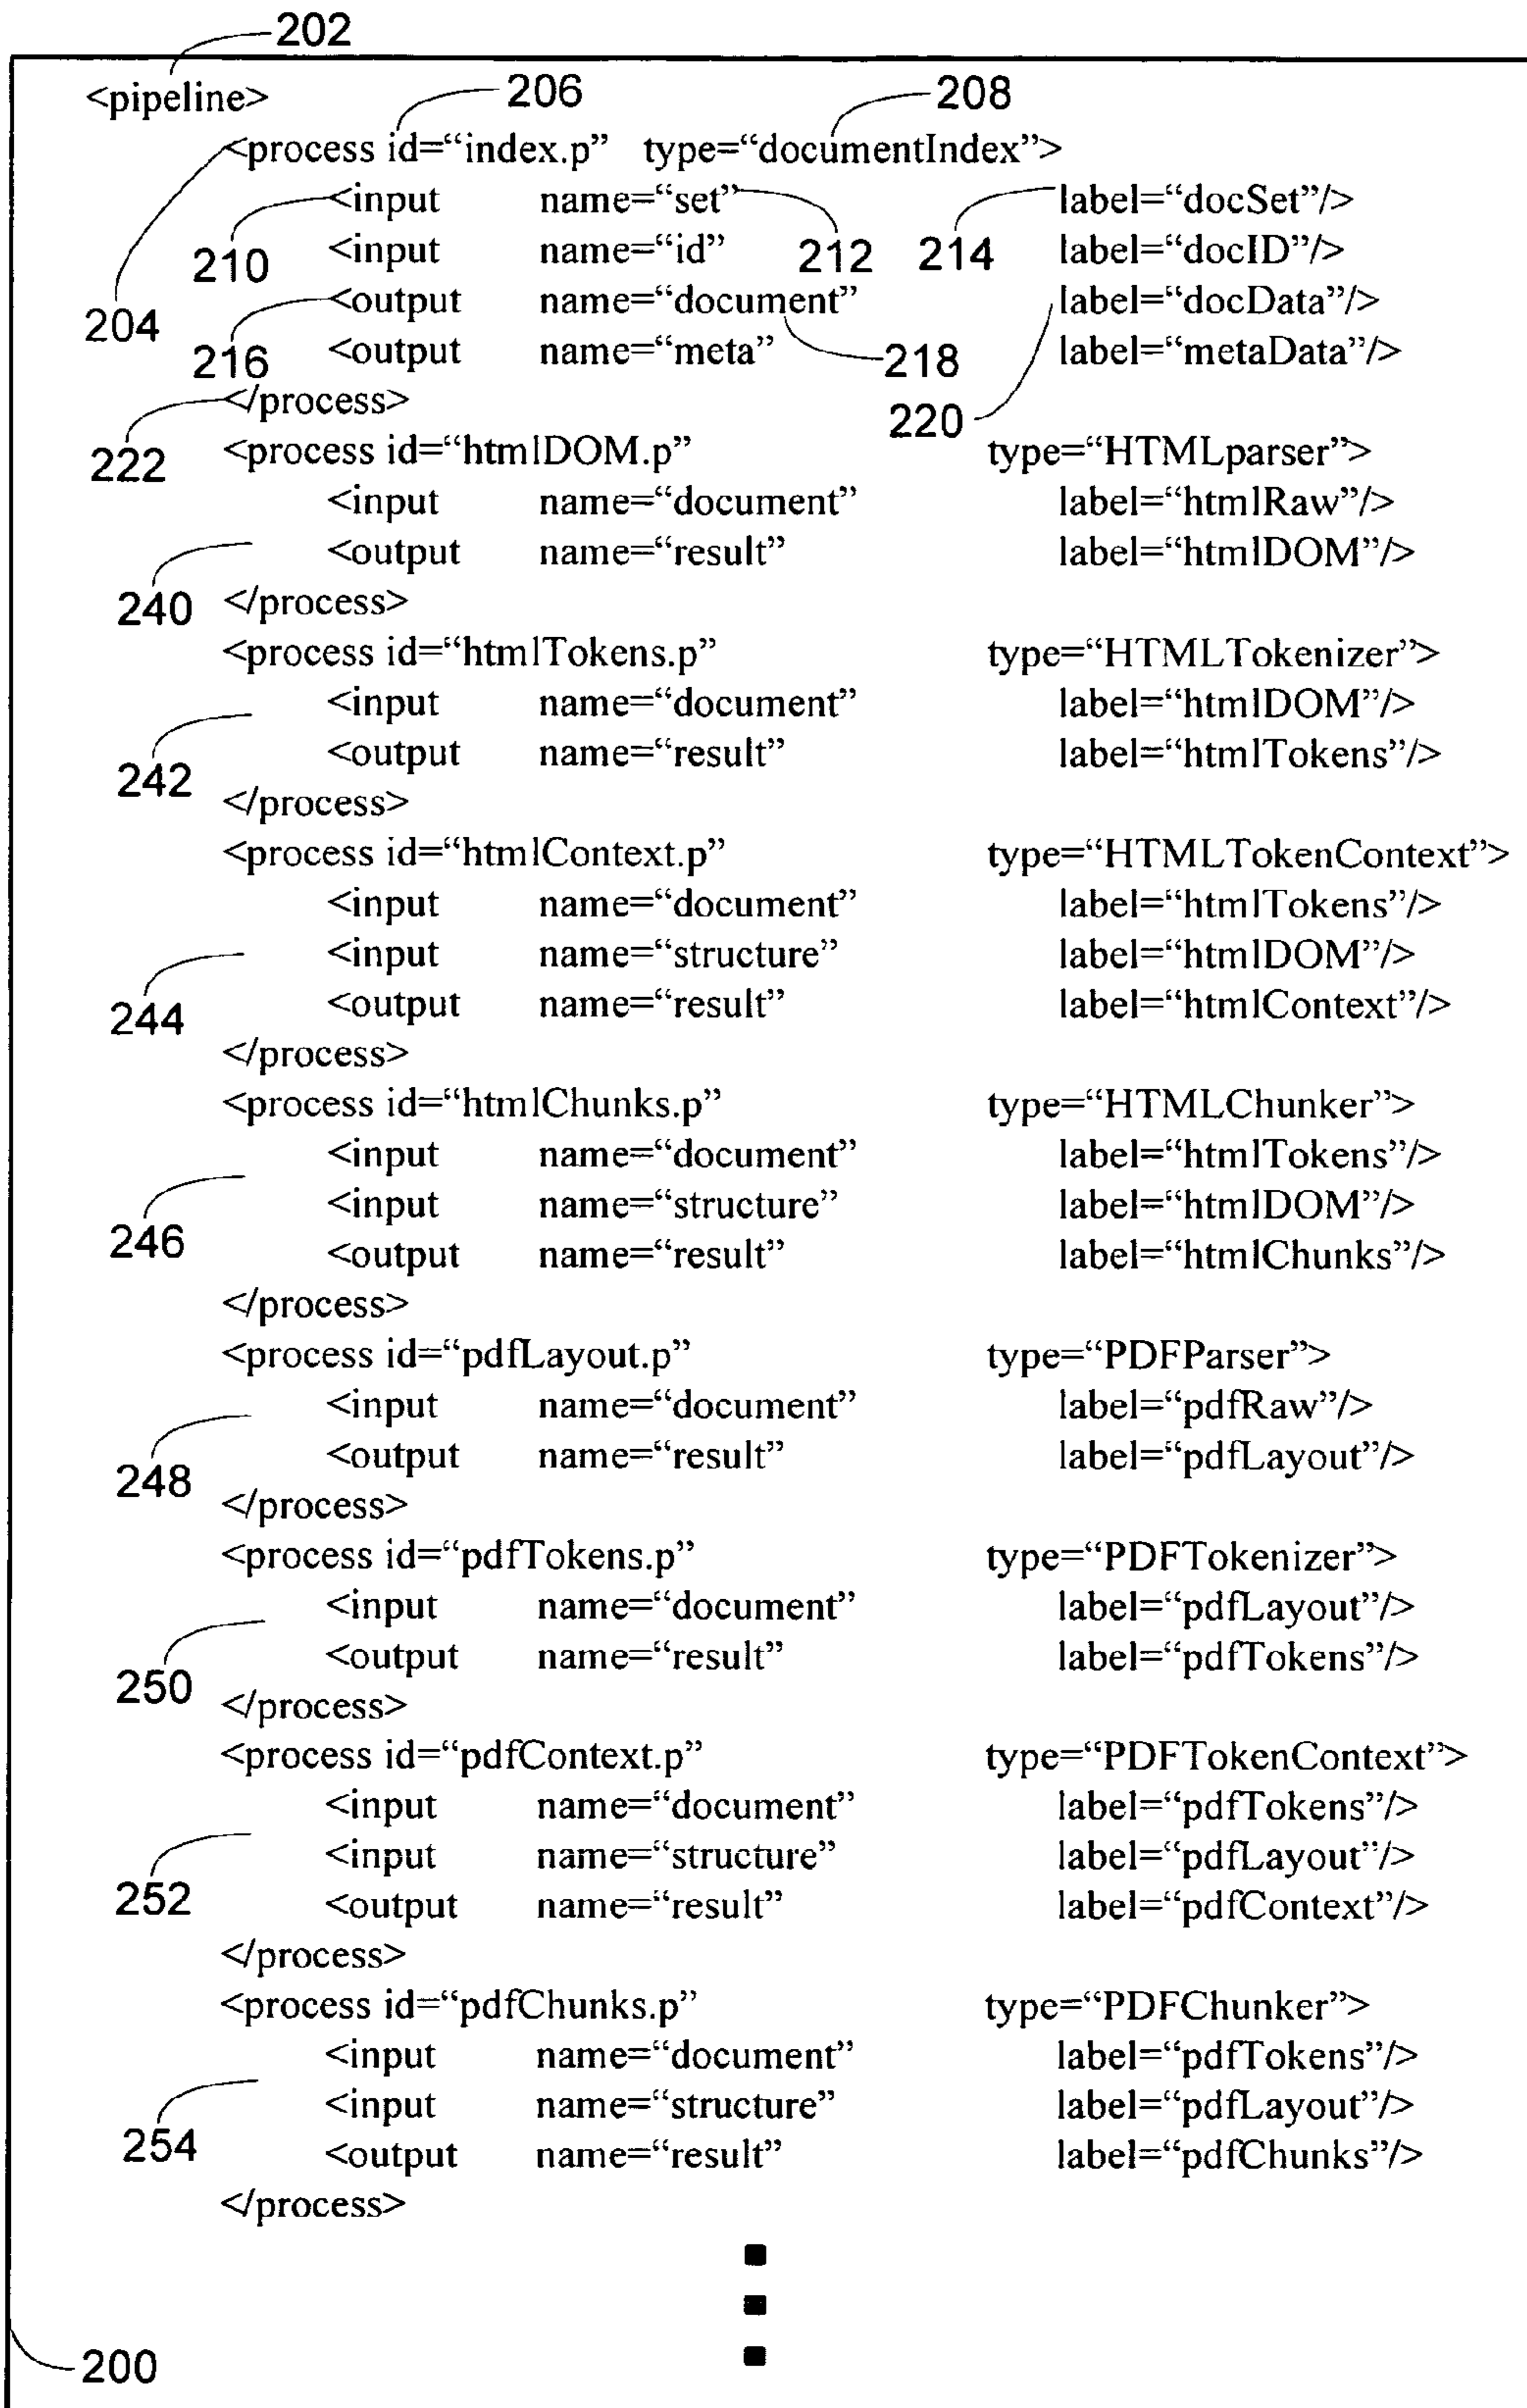 202
<pipeline>
206 208
<process id=“index.p” type=“documentIndex”>
<input name=“set” label=“docSet”/>
210 <input name=“id” 212 214 label=“docID”/>
204 <output name=“document” label=“docData”/>
216 <output name=“meta” 218 label=“metaData”/>
</process> 220
222 <process id=“htmlDOM.p” type=“HTMLparser”>
<input name=“document” label=“htmlRaw”/>
<output name=“result” label=“htmlDOM”/>
240 </process>
<process id=“htmlTokens.p” type=“HTMLTokenizer”>
<input name=“document” label=“htmlDOM”/>
242 <output name=“result” label=“htmlTokens”/>
</process>
<process id=“htmlContext.p” type=“HTMLTokenContext”>
<input name=“document” label=“htmlTokens”/>
<input name=“structure” label=“htmlDOM”/>
244 <output name=“result” label=“htmlContext”/>
</process>
<process id=“htmlChunks.p” type=“HTMLChunker”>
<input name=“document” label=“htmlTokens”/>
<input name=“structure” label=“htmlDOM”/>
246 <output name=“result” label=“htmlChunks”/>
</process>
<process id=“pdfLayout.p” type=“PDFParser”>
<input name=“document” label=“pdfRaw”/>
248 <output name=“result” label=“pdfLayout”/>
</process>
<process id=“pdfTokens.p” type=“PDFTokenizer”>
<input name=“document” label=“pdfLayout”/>
250 <output name=“result” label=“pdfTokens”/>
</process>
<process id=“pdfContext.p” type=“PDFTokenContext”>
<input name=“document” label=“pdfTokens”/>
<input name=“structure” label=“pdfLayout”/>
252 <output name=“result” label=“pdfContext”/>
</process>
<process id=“pdfChunks.p” type=“PDFChunker”>
<input name=“document” label=“pdfTokens”/>
<input name=“structure” label=“pdfLayout”/>
254 <output name=“result” label=“pdfChunks”/>
</process>
200